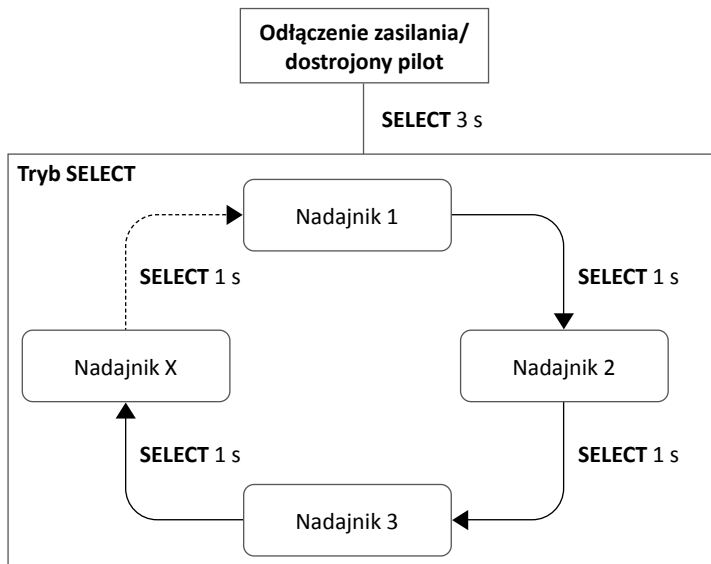 Odłączenie zasilania/
dostrojony pilot
SELECT 3 s
Tryb SELECT
Nadajnik 1
SELECT 1 s
SELECT 1 s
Nadajnik X
Nadajnik 2
SELECT 1 s
SELECT 1 s
Nadajnik 3